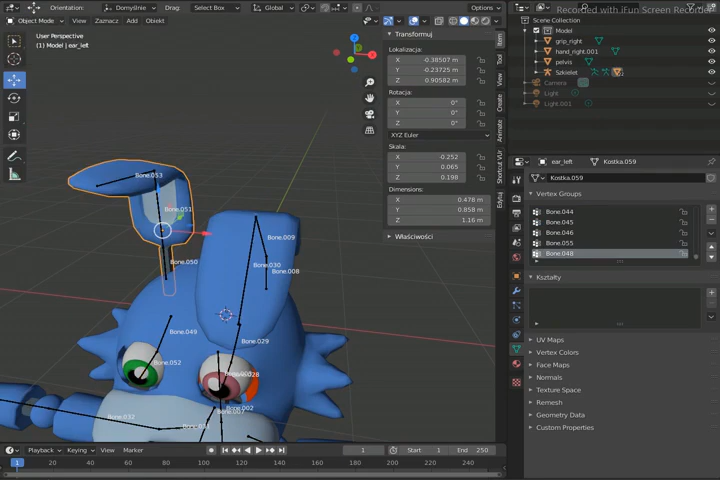 Orientation:
Domyślnie
Drag:
Select Box
Global
Options
Recorded with iFun Screen Recorder
Object Mode
View
Zaznacz
Add
Obiekt
User Perspective
(1) Model | ear_left
Transformuj
Lokalizacja:
X -0.38507 m
Y -0.23725 m
Z 0.90582 m
Rotacja:
X 0°
Y 0°
Z 0°
XYZ Euler
Skala:
X -0.252
Y 0.065
Z 0.198
Dimensions:
X 0.478 m
Y 0.858 m
Z 1.16 m
Właściwości
Item
Tool
View
Create
Animate
Shortcut VUr
Edytuj
Bone.053
Bone.051
Bone.050
Bone.009
Bone.030
Bone.008
Bone.049
Bone.029
Bone.052
Bone.002
Bone.032
Scene Collection
Model
grip_right
hand_right.001
pelvis
Szkielet
Camera
Light
Light.001
ear_left
Kostka.059
Kostka.059
Vertex Groups
Bone.044
Bone.045
Bone.046
Bone.055
Bone.048
Kształty
UV Maps
Vertex Colors
Face Maps
Normals
Texture Space
Remesh
Geometry Data
Custom Properties
Playback
Keying
View
Marker
1
Start 1
End 250
1 20 40 60 80 100 120 140 160 180 200 220 240